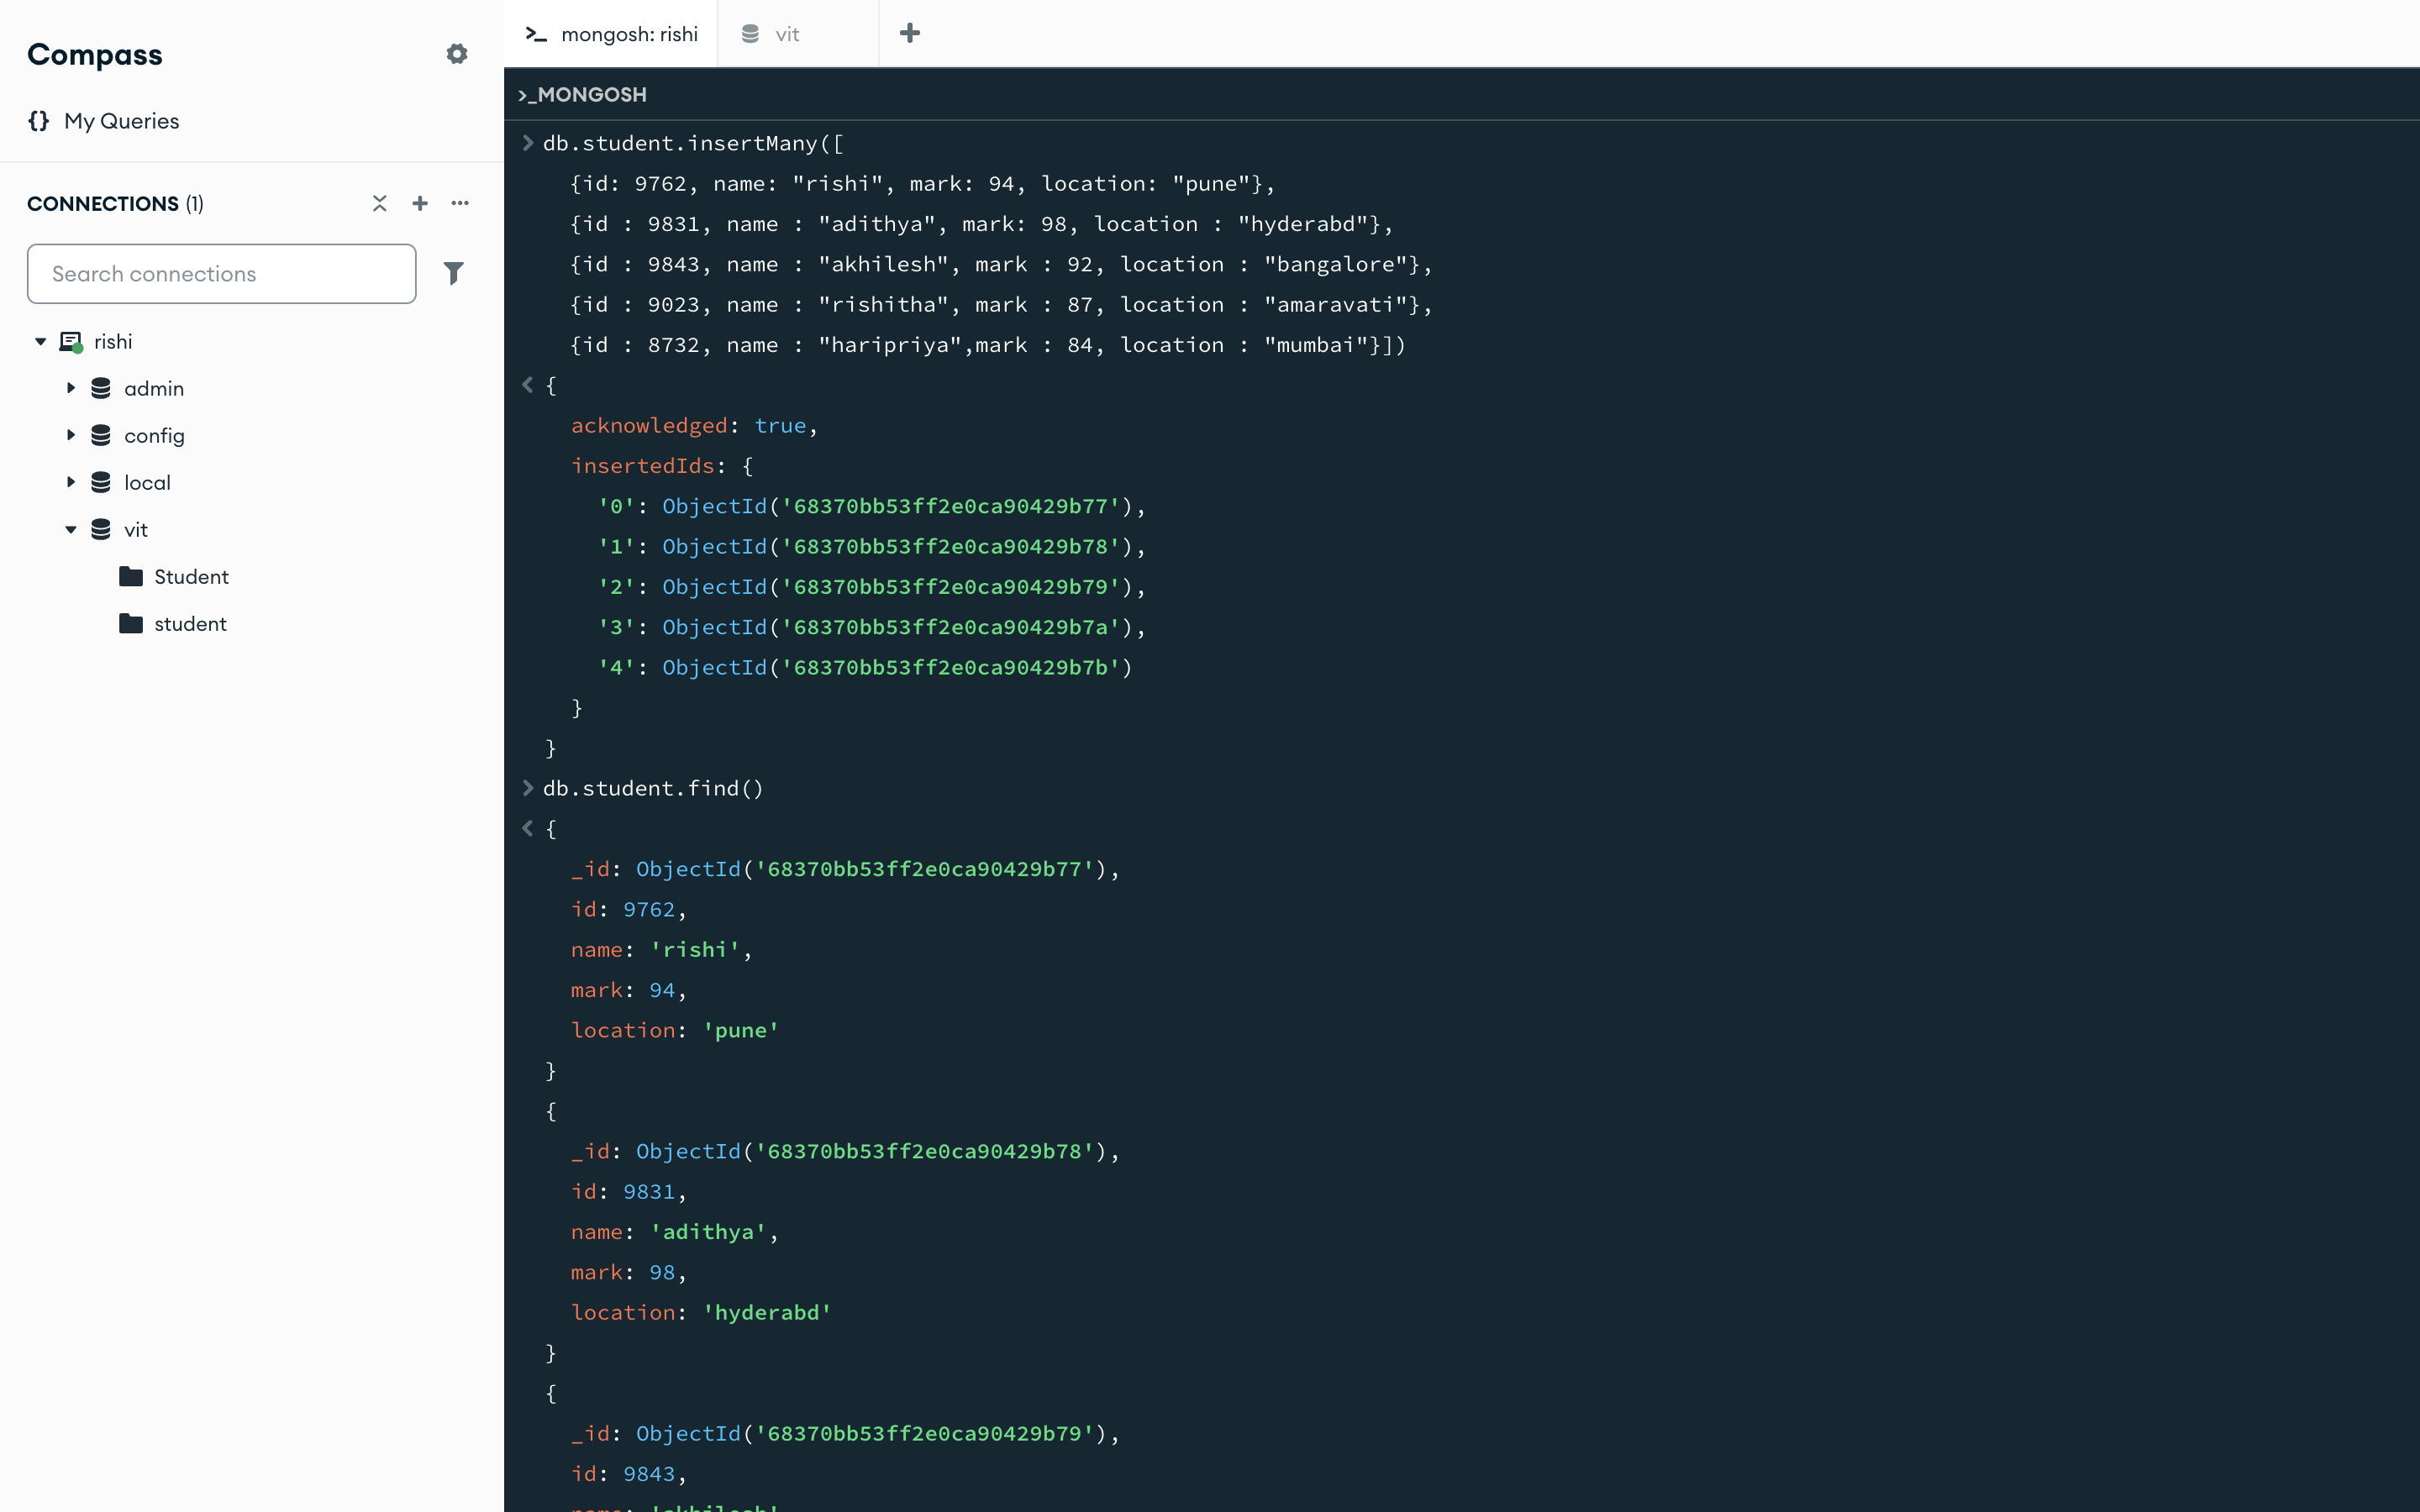 Compass
My Queries
CONNECTIONS (1)
Search connections
rishi
admin
config
local
vit
Student
student
>_ mongosh: rishi
vit
>_MONGOSH
> db.student.insertMany([
{id: 9762, name: "rishi", mark: 94, location: "pune"},
{id : 9831, name : "adithya", mark: 98, location : "hyderabd"},
{id : 9843, name : "akhilesh", mark : 92, location : "bangalore"},
{id : 9023, name : "rishitha", mark : 87, location : "amaravati"},
{id : 8732, name : "haripriya",mark : 84, location : "mumbai"}])
< {
acknowledged: true,
insertedIds: {
'0': ObjectId('68370bb53ff2e0ca90429b77'),
'1': ObjectId('68370bb53ff2e0ca90429b78'),
'2': ObjectId('68370bb53ff2e0ca90429b79'),
'3': ObjectId('68370bb53ff2e0ca90429b7a'),
'4': ObjectId('68370bb53ff2e0ca90429b7b')
}
}
> db.student.find()
< {
_id: ObjectId('68370bb53ff2e0ca90429b77'),
id: 9762,
name: 'rishi',
mark: 94,
location: 'pune'
}
{
_id: ObjectId('68370bb53ff2e0ca90429b78'),
id: 9831,
name: 'adithya',
mark: 98,
location: 'hyderabd'
}
{
_id: ObjectId('68370bb53ff2e0ca90429b79'),
id: 9843,